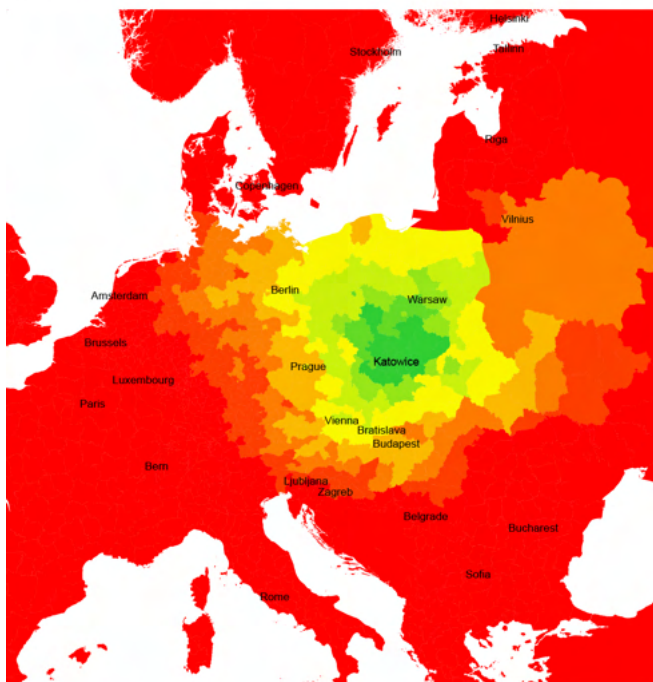 Helsinki
Stockholm
Tallinn
Riga
Copenhagen
Vilnius
Berlin
Amsterdam
Warsaw
Brussels
Katowice
Prague
Luxembourg
Paris
Vienna
Bratislava
Budapest
Bern
Ljubljana
Zagreb
Belgrade
Bucharest
Sofia
Rome